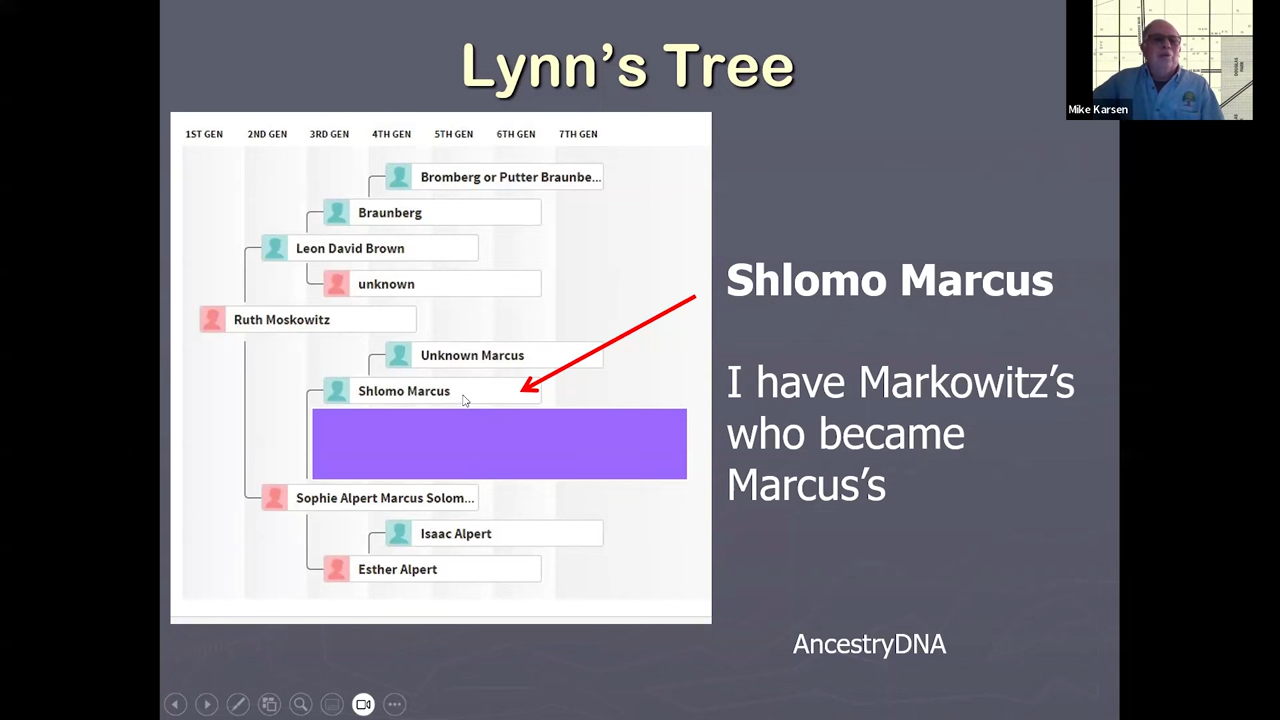 Lynn's Tree
1ST GEN 2ND GEN 3RD GEN 4TH GEN 5TH GEN 6TH GEN 7TH GEN
Bromberg or Putter Braunbe...
Braunberg
Leon David Brown
unknown
Ruth Moskowitz
Unknown Marcus
Shlomo Marcus
Sophie Alpert Marcus Solom...
Isaac Alpert
Esther Alpert
Shlomo Marcus
I have Markowitz's
who became
Marcus's
AncestryDNA
Mike Karsen